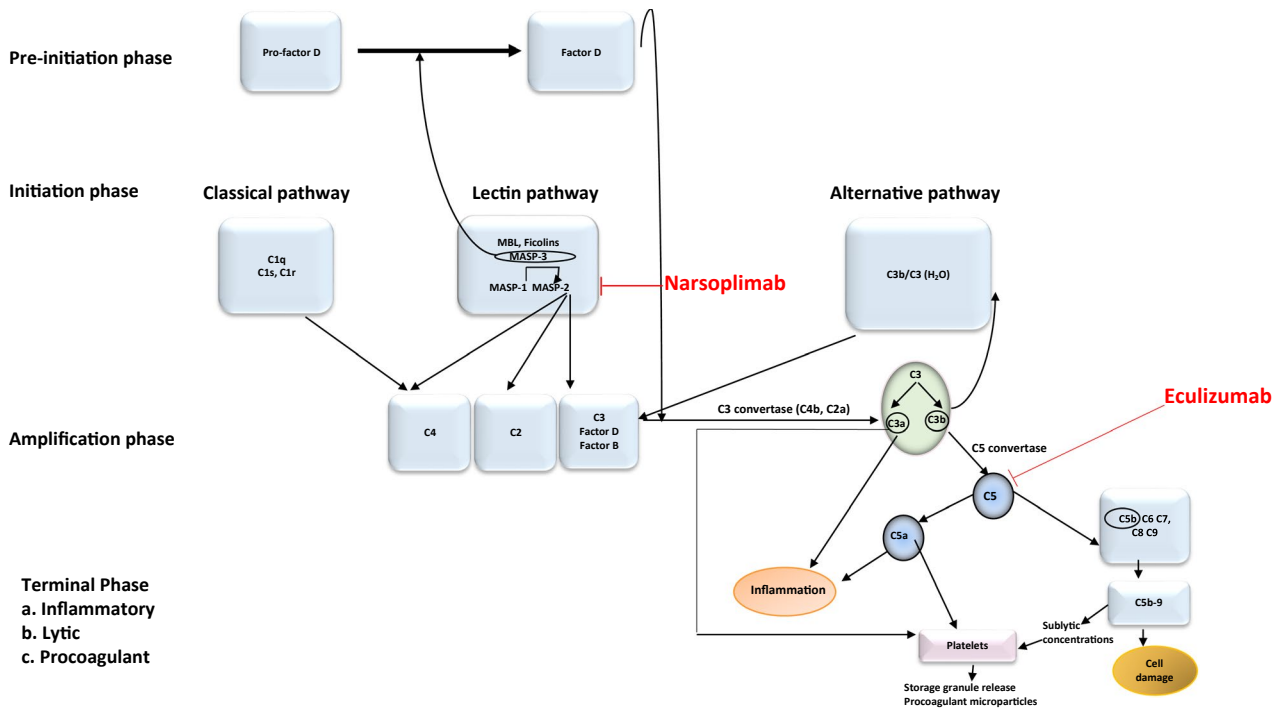 Pre-initiation phase
Pro-factor D
Factor D
Initiation phase
Classical pathway
Lectin pathway
Alternative pathway
C1q
C1s, C1r
MBL, Ficolins
MASP-3
MASP-1 MASP-2
Narsoplimab
C3b/C3 (H₂O)
Amplification phase
C4
C2
C3
Factor D
Factor B
C3 convertase (C4b, C2a)
C3
C3a
C3b
Eculizumab
C5 convertase
C5
C5a
C5b C6 C7,
C8 C9
Inflammation
C5b-9
Terminal Phase
a. Inflammatory
b. Lytic
c. Procoagulant
Sublytic
concentrations
Platelets
Cell
damage
Storage granule release
Procoagulant microparticles